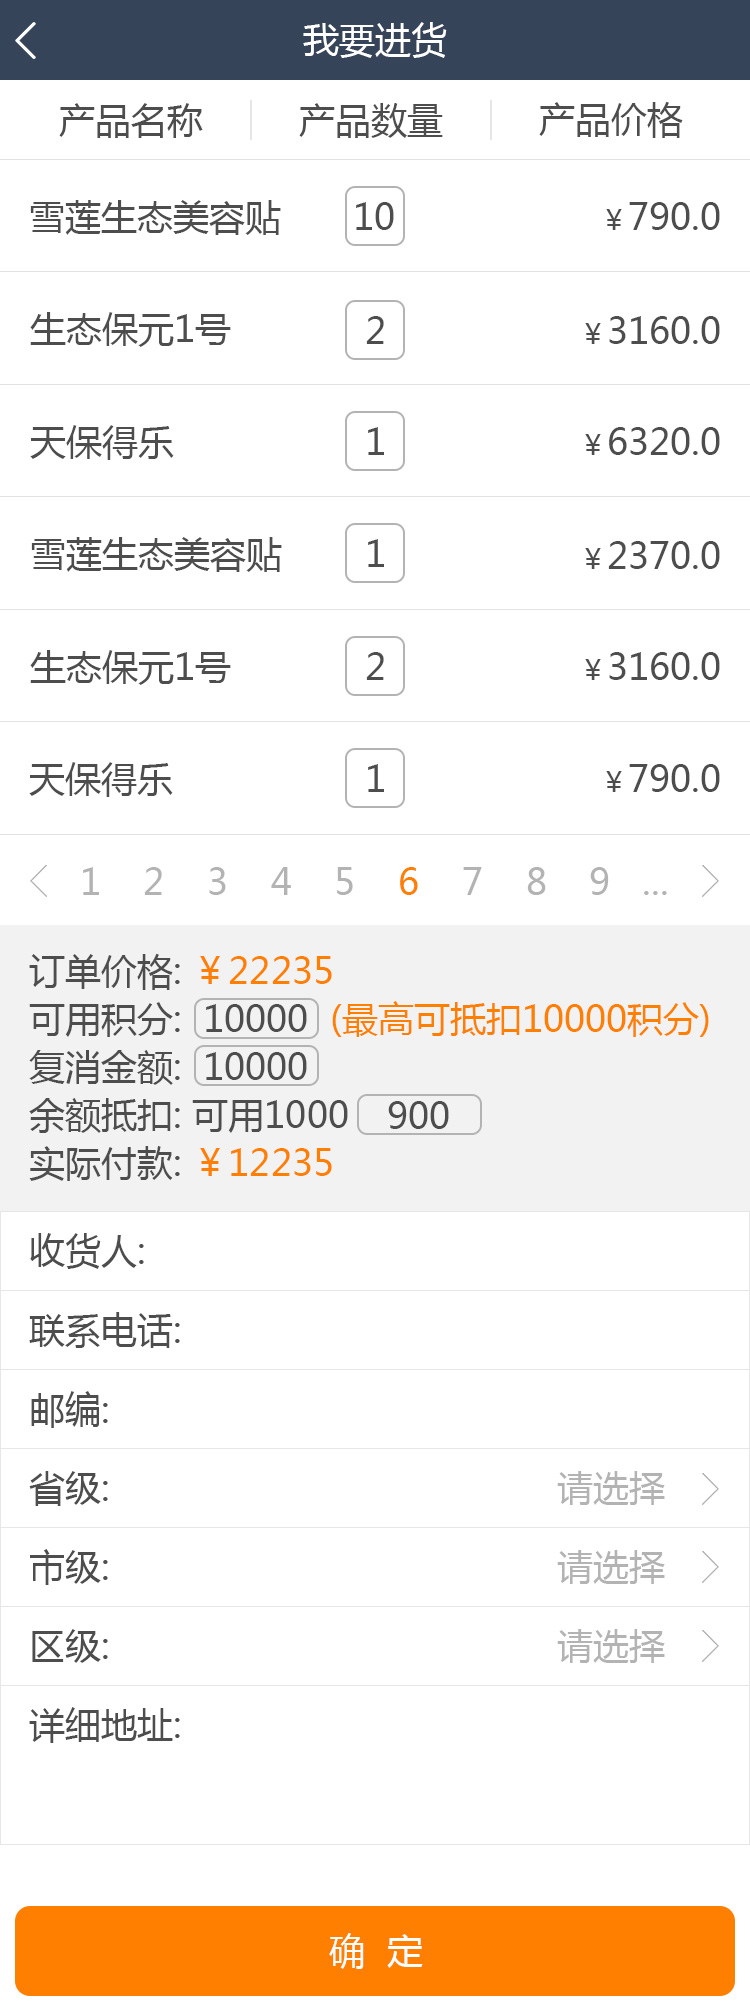 我要进货
产品名称 产品数量 产品价格
雪莲生态美容贴 10 ¥790.0
生态保元1号 2 ¥3160.0
天保得乐 1 ¥6320.0
雪莲生态美容贴 1 ¥2370.0
生态保元1号 2 ¥3160.0
天保得乐 1 ¥790.0
1 2 3 4 5 6 7 8 9 ...
订单价格: ¥22235
可用积分: 10000 (最高可抵扣10000积分)
复消金额: 10000
余额抵扣: 可用1000 900
实际付款: ¥12235
收货人:
联系电话:
邮编:
省级: 请选择
市级: 请选择
区级: 请选择
详细地址:
确 定